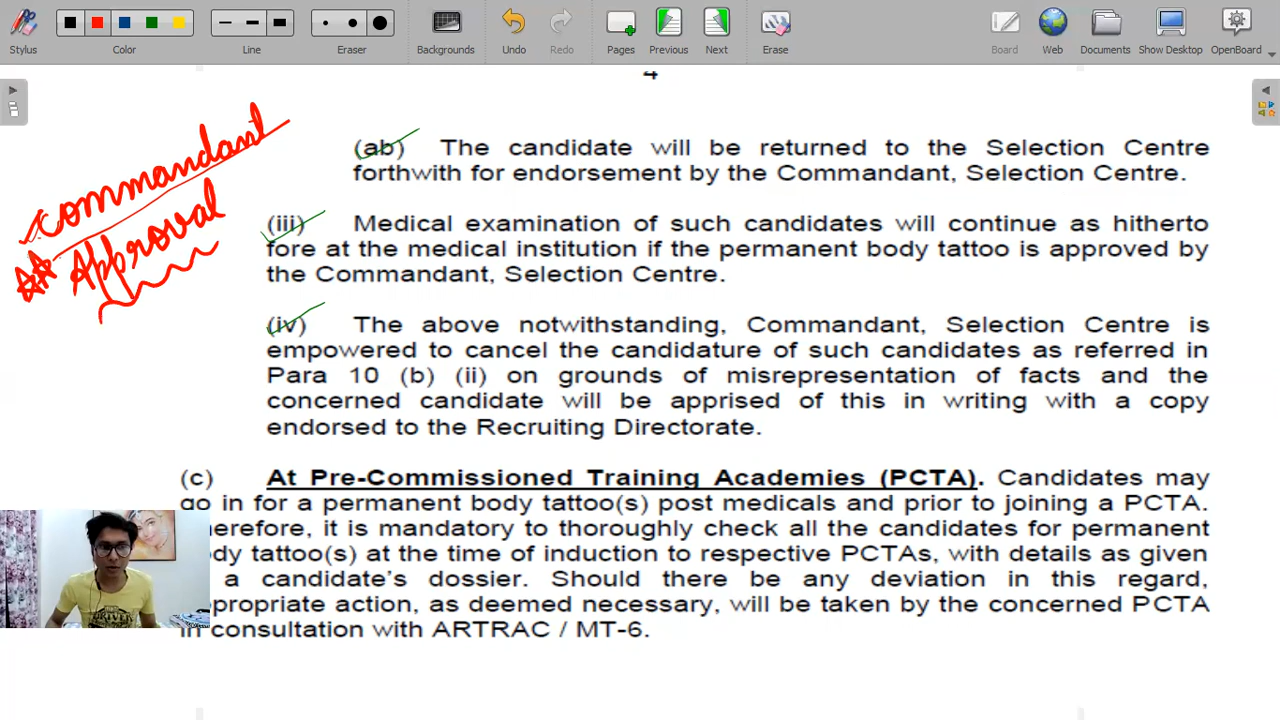 Stylus
Color
Line
Eraser
Backgrounds
Undo
Redo
Pages
Previous
Next
Erase
Board
Web
Documents
Show Desktop
OpenBoard
4
commandant
Approval
(ab) The candidate will be returned to the Selection Centre
forthwith for endorsement by the Commandant, Selection Centre.
(iii) Medical examination of such candidates will continue as hitherto
fore at the medical institution if the permanent body tattoo is approved by
the Commandant, Selection Centre.
(iv) The above notwithstanding, Commandant, Selection Centre is
empowered to cancel the candidature of such candidates as referred in
Para 10 (b) (ii) on grounds of misrepresentation of facts and the
concerned candidate will be apprised of this in writing with a copy
endorsed to the Recruiting Directorate.
(c) At Pre-Commissioned Training Academies (PCTA). Candidates may
go in for a permanent body tattoo(s) post medicals and prior to joining a PCTA.
herefore, it is mandatory to thoroughly check all the candidates for permanent
dy tattoo(s) at the time of induction to respective PCTAs, with details as given
a candidate's dossier. Should there be any deviation in this regard,
propriate action, as deemed necessary, will be taken by the concerned PCTA
in consultation with ARTRAC / MT-6.